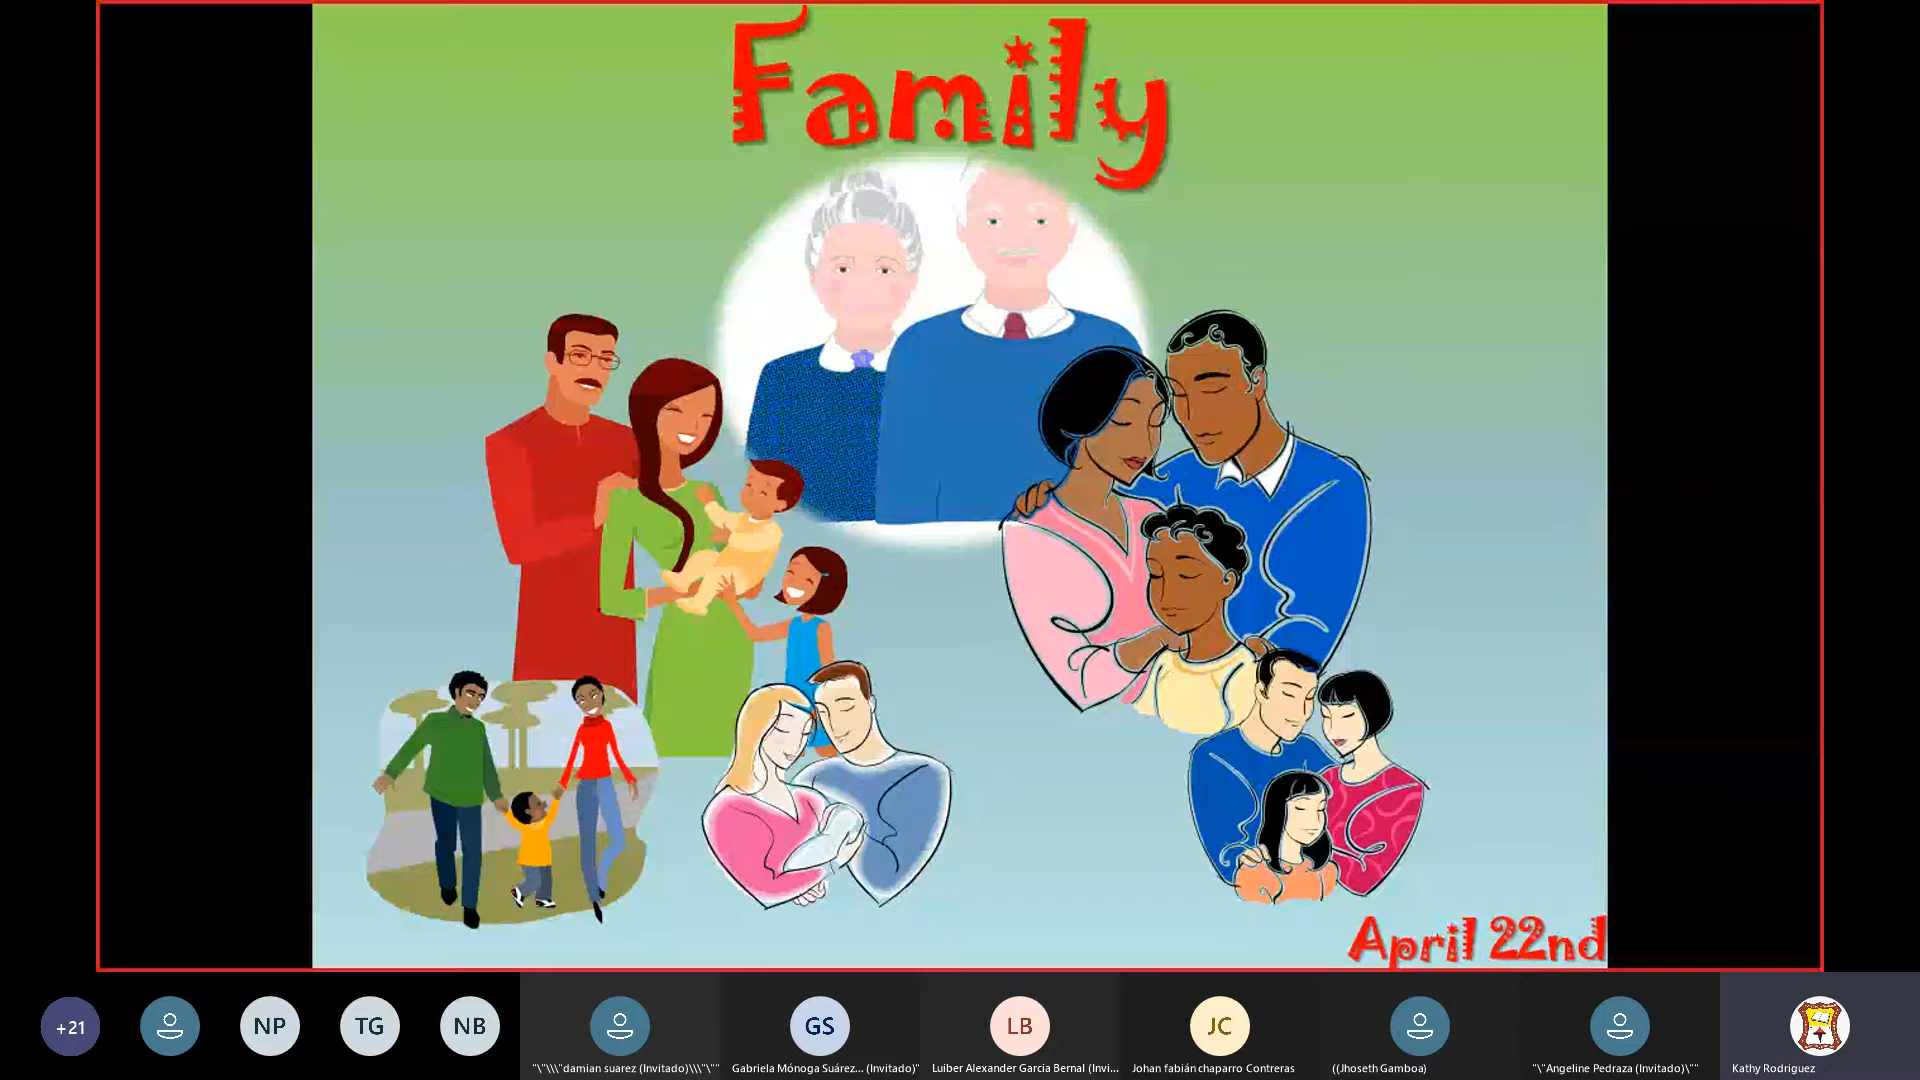 Family
April 22nd
+21
NP
TG
NB
GS
LB
JC
"\"\\\"damian suarez (Invitado)\\\"\""
Gabriela Mónoga Suárez... (Invitado)"
Luiber Alexander Garcia Bernal (Invi...
Johan fabián chaparro Contreras
((Jhoseth Gamboa)
"\"Angeline Pedraza (Invitado)\""
Kathy Rodriguez